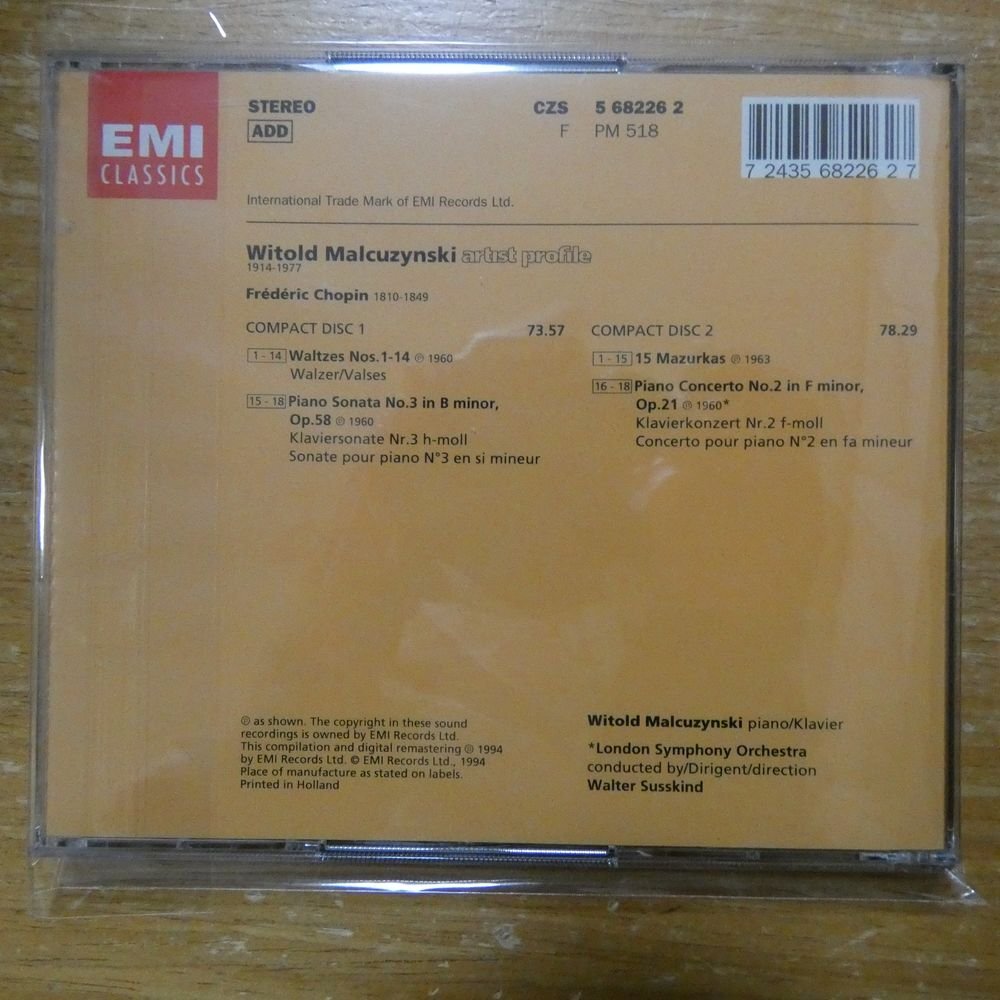 EMI
CLASSICS
STEREO
ADD
CZS 5 68226 2
F PM 518
7 24356 82262 7
International Trade Mark of EMI Records Ltd.
Witold Malcuzynski artist profile
1914-1977
Frédéric Chopin 1810-1849
COMPACT DISC 1 73.57
1 - 14 Waltzes Nos.1-14 ℗ 1960
Walzer/Valses
15 - 18 Piano Sonata No.3 in B minor,
Op.58 ℗ 1960
Klaviersonate Nr.3 h-moll
Sonate pour piano N°3 en si mineur
COMPACT DISC 2 78.29
1 - 15 15 Mazurkas ℗ 1963
16 - 18 Piano Concerto No.2 in F minor,
Op.21 ℗ 1960*
Klavierkonzert Nr.2 f-moll
Concerto pour piano N°2 en fa mineur
℗ as shown. The copyright in these sound
recordings is owned by EMI Records Ltd.
This compilation and digital remastering ℗ 1994
by EMI Records Ltd. © EMI Records Ltd., 1994
Place of manufacture as stated on labels.
Printed in Holland
Witold Malcuzynski piano/Klavier
*London Symphony Orchestra
conducted by/Dirigent/direction
Walter Susskind